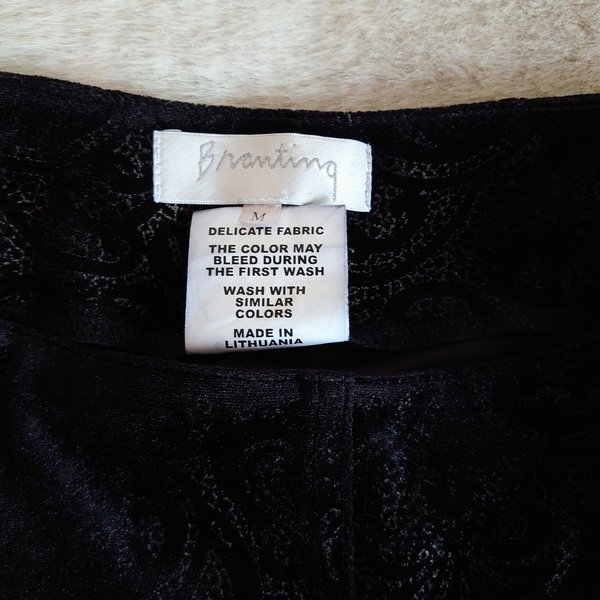 Branting
M
DELICATE FABRIC
THE COLOR MAY
BLEED DURING
THE FIRST WASH
WASH WITH
SIMILAR
COLORS
MADE IN
LITHUANIA